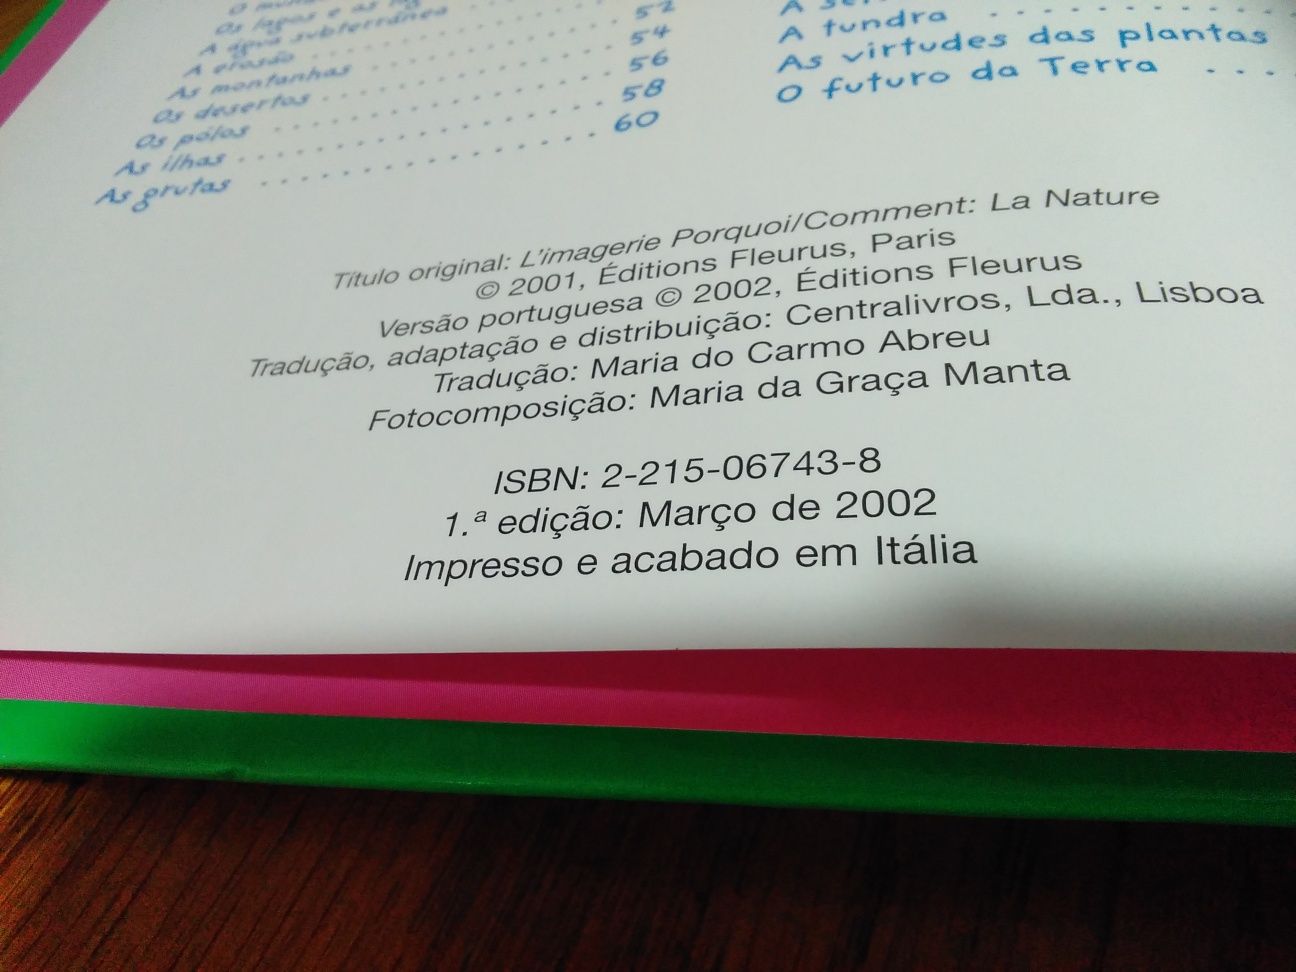 Os lagos e as
A água subterrânea
A erosão
As montanhas 52
Os desertos 54
Os pólos 56
As ilhas 58
As grutas 60
A tundra
As virtudes das plantas
O futuro da Terra
Título original: L'imagerie Porquoi/Comment: La Nature
© 2001, Éditions Fleurus, Paris
Versão portuguesa © 2002, Éditions Fleurus
Tradução, adaptação e distribuição: Centralivros, Lda., Lisboa
Tradução: Maria do Carmo Abreu
Fotocomposição: Maria da Graça Manta
ISBN: 2-215-06743-8
1.ª edição: Março de 2002
Impresso e acabado em Itália